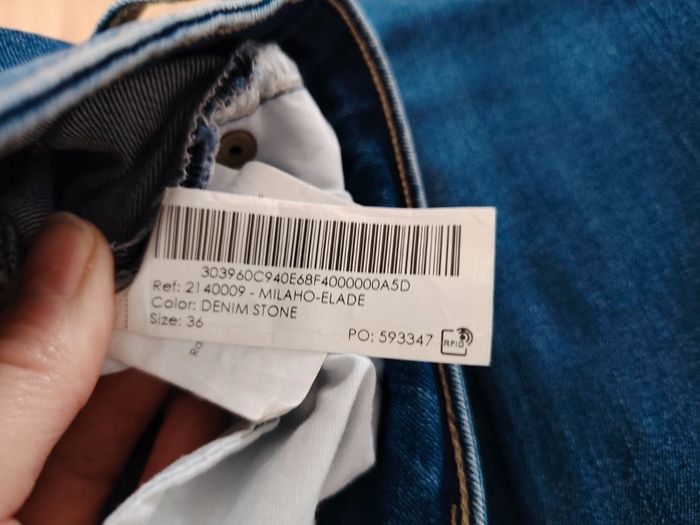 303960C940E68F4000000A5D
Ref: 2140009 - MILAHO-ELADE
Color: DENIM STONE
Size: 36
PO: 593347
RFID